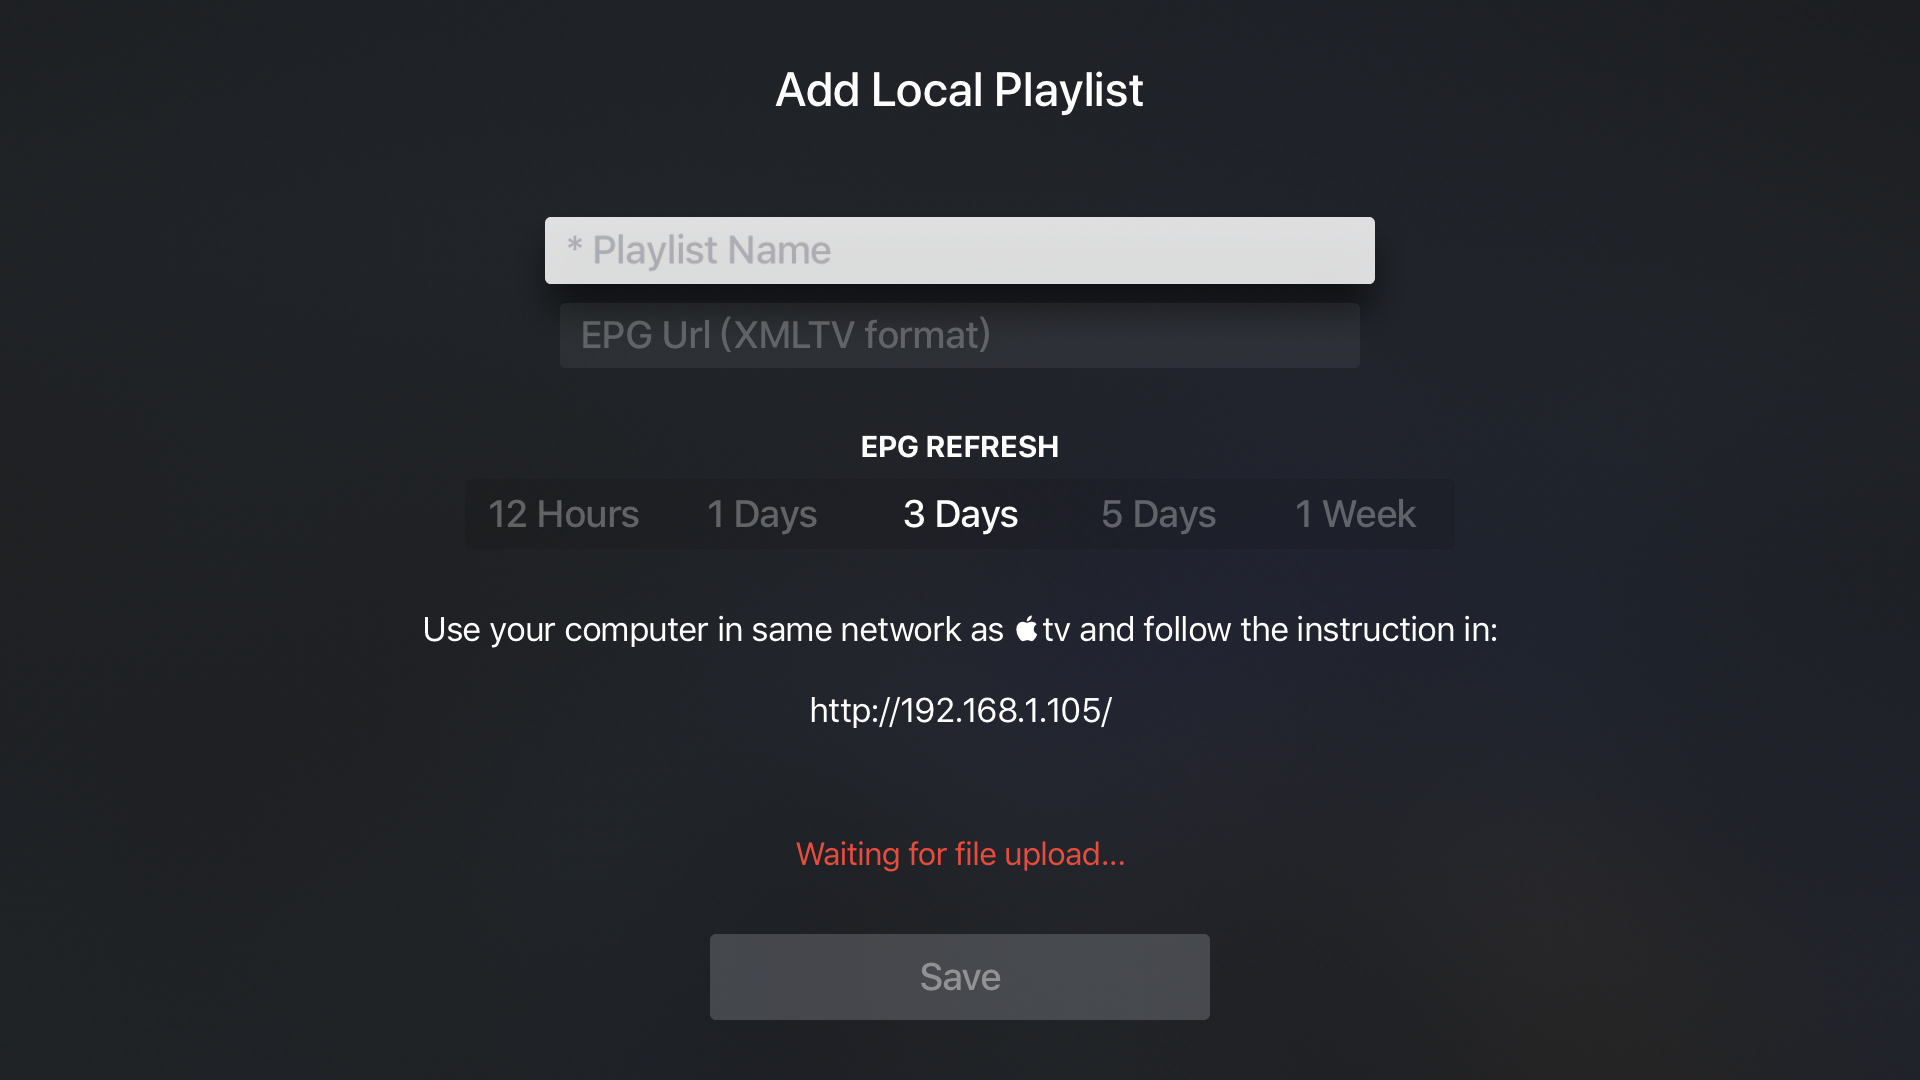 Add Local Playlist
* Playlist Name
EPG Url (XMLTV format)
EPG REFRESH
12 Hours 1 Days 3 Days 5 Days 1 Week
Use your computer in same network as tv and follow the instruction in:
http://192.168.1.105/
Waiting for file upload...
Save